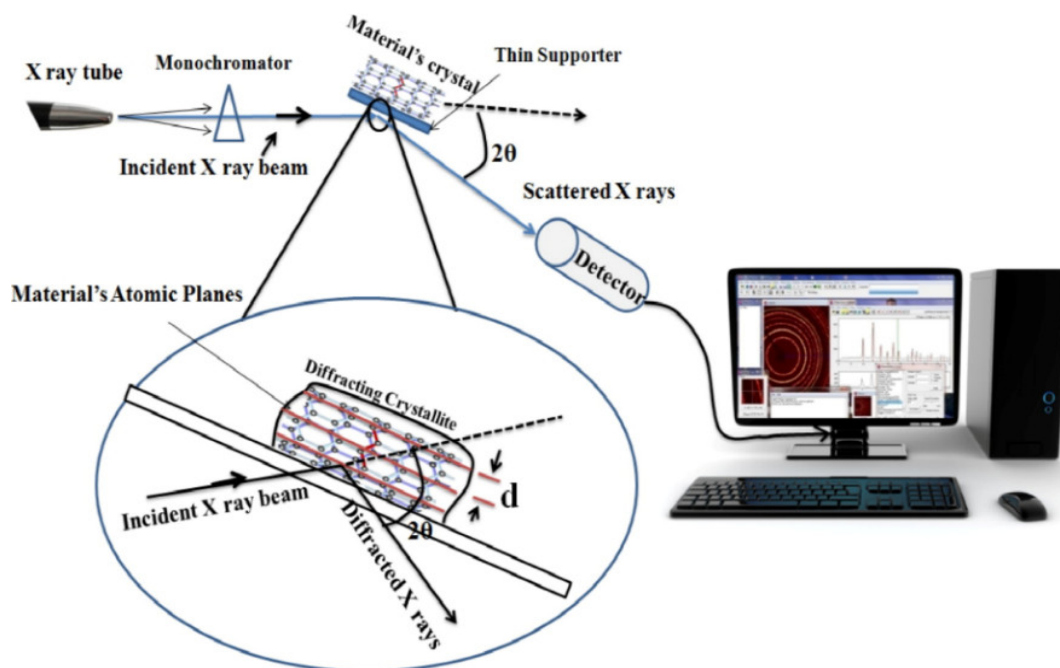 Material's crystal
Thin Supporter
Monochromator
X ray tube
2θ
Incident X ray beam
Scattered X rays
Detector
Material's Atomic Planes
Diffracting Crystallite
d
Incident X ray beam
2θ
Diffracted X rays